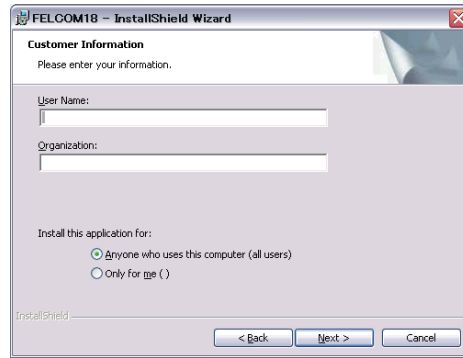 FELCOM18 - InstallShield Wizard
Customer Information
Please enter your information.
User Name:
Organization:
Install this application for:
Anyone who uses this computer (all users)
Only for me ( )
InstallShield
< Back Next > Cancel